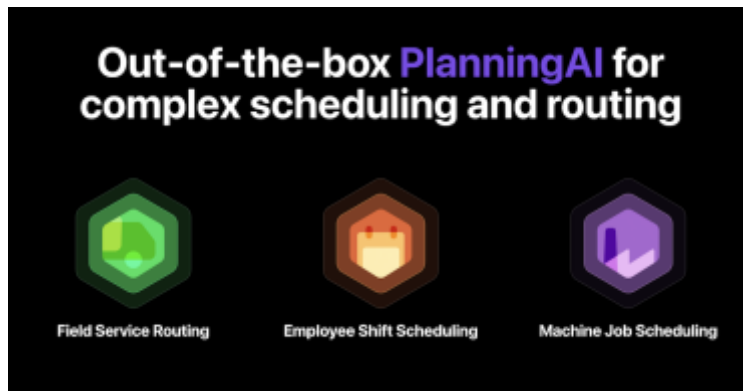 Out-of-the-box PlanningAI for
complex scheduling and routing
Field Service Routing
Employee Shift Scheduling
Machine Job Scheduling